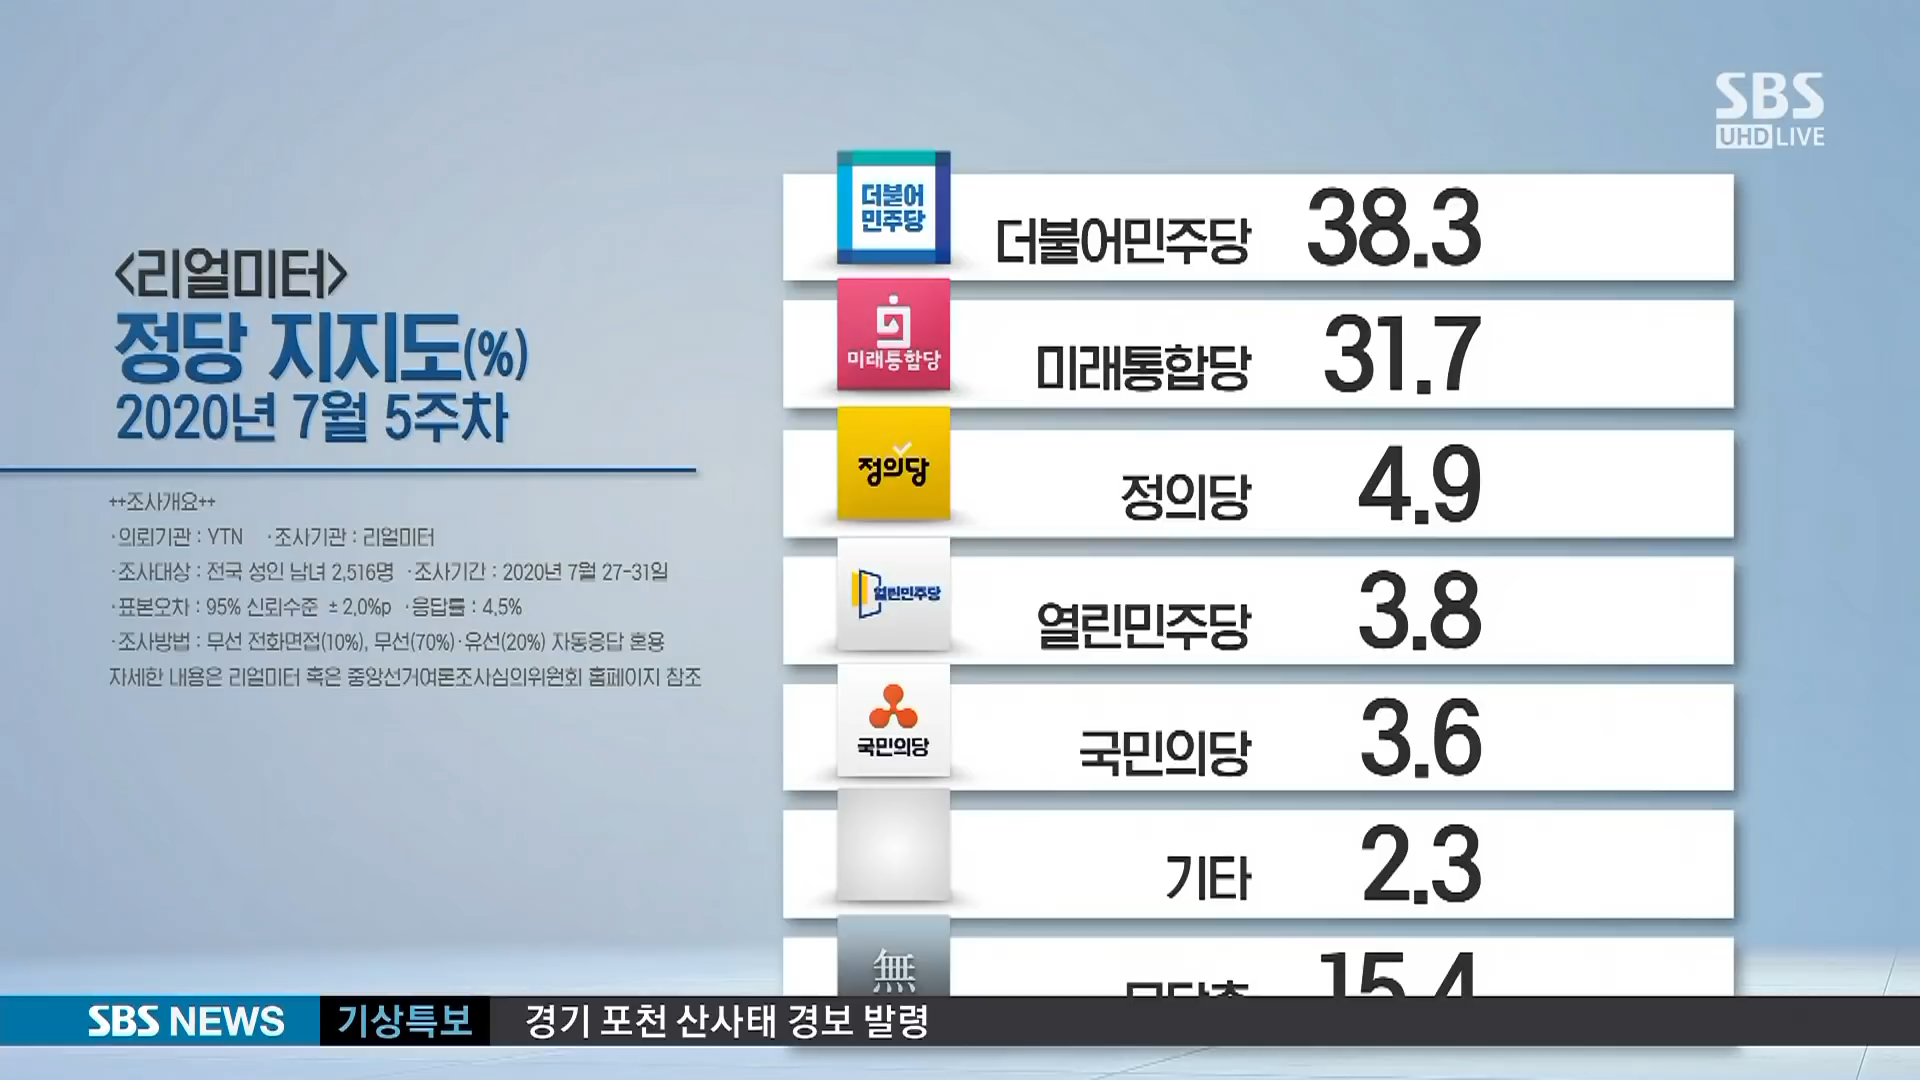 SBS
UHD LIVE
<리얼미터>
정당 지지도(%)
2020년 7월 5주차
++조사개요++
·의뢰기관 : YTN ·조사기관 : 리얼미터
·조사대상 : 전국 성인 남녀 2,516명 ·조사기간 : 2020년 7월 27-31일
·표본오차 : 95% 신뢰수준 ±2.0%p ·응답률 : 4.5%
·조사방법 : 무선 전화면접(10%), 무선(70%)·유선(20%) 자동응답 혼용
자세한 내용은 리얼미터 혹은 중앙선거여론조사심의위원회 홈페이지 참조
더불어
민주당
더불어민주당 38.3
미래통합당
미래통합당 31.7
정의당
정의당 4.9
열린민주당
열린민주당 3.8
국민의당
국민의당 3.6
기타 2.3
無
15.4
SBS NEWS 기상특보 경기 포천 산사태 경보 발령